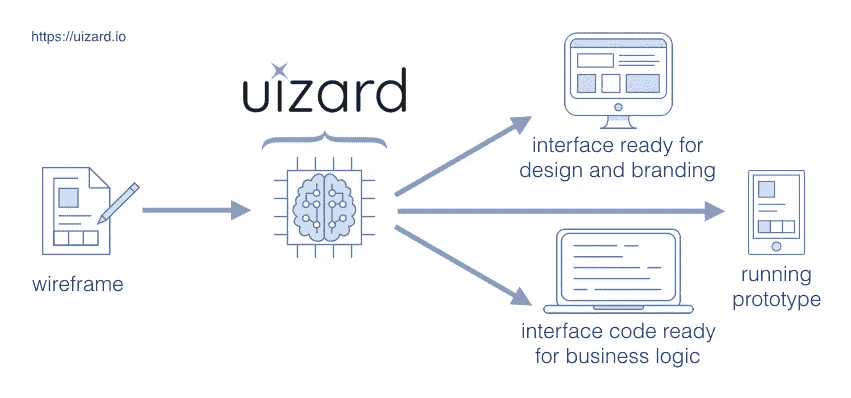 https://uizard.io
uizard
wireframe
interface ready for
design and branding
running
prototype
interface code ready
for business logic